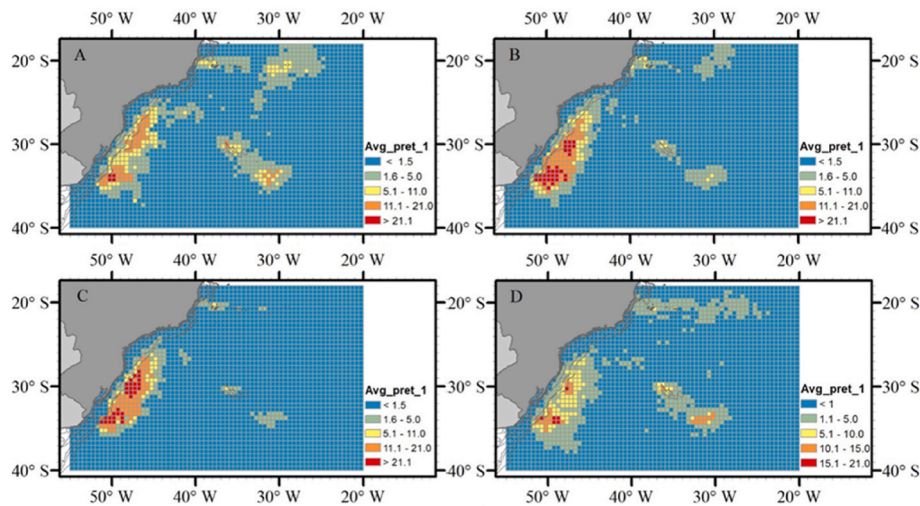 50° W 40° W 30° W 20° W
50° W 40° W 30° W 20° W
A
B
20° S
20° S
30° S
30° S
40° S
40° S
Avg_pret_1
< 1.5
1.6 - 5.0
5.1 - 11.0
11.1 - 21.0
> 21.1
Avg_pret_1
< 1.5
1.6 - 5.0
5.1 - 11.0
11.1 - 21.0
> 21.1
50° W 40° W 30° W 20° W
50° W 40° W 30° W 20° W
C
D
20° S
20° S
30° S
30° S
40° S
40° S
Avg_pret_1
< 1.5
1.6 - 5.0
5.1 - 11.0
11.1 - 21.0
> 21.1
Avg_pret_1
< 1
1.1 - 5.0
5.1 - 10.0
10.1 - 15.0
15.1 - 21.0
50° W 40° W 30° W 20° W
50° W 40° W 30° W 20° W